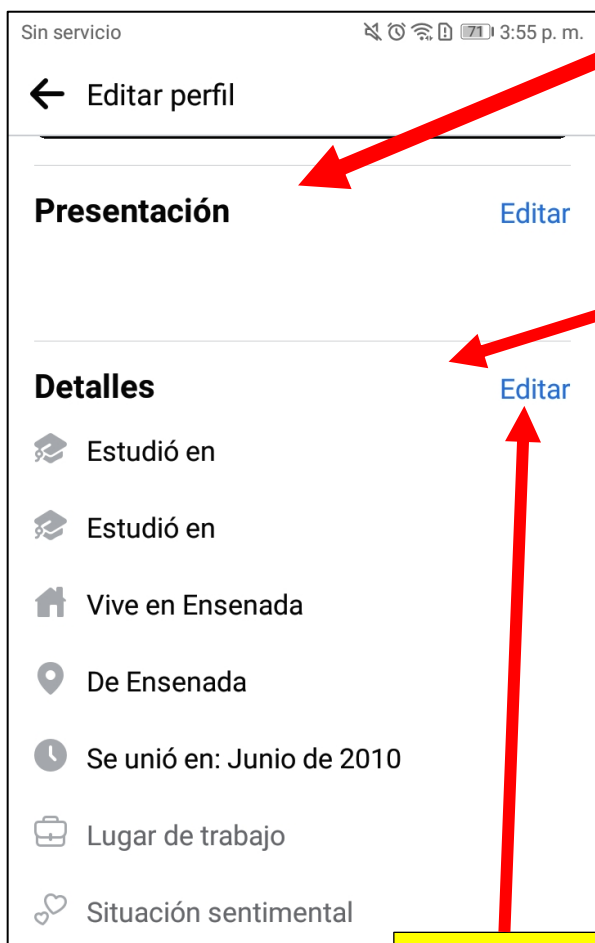 Sin servicio 71 3:55 p. m.
Editar perfil
Presentación Editar
Detalles Editar
Estudió en
Estudió en
Vive en Ensenada
De Ensenada
Se unió en: Junio de 2010
Lugar de trabajo
Situación sentimental